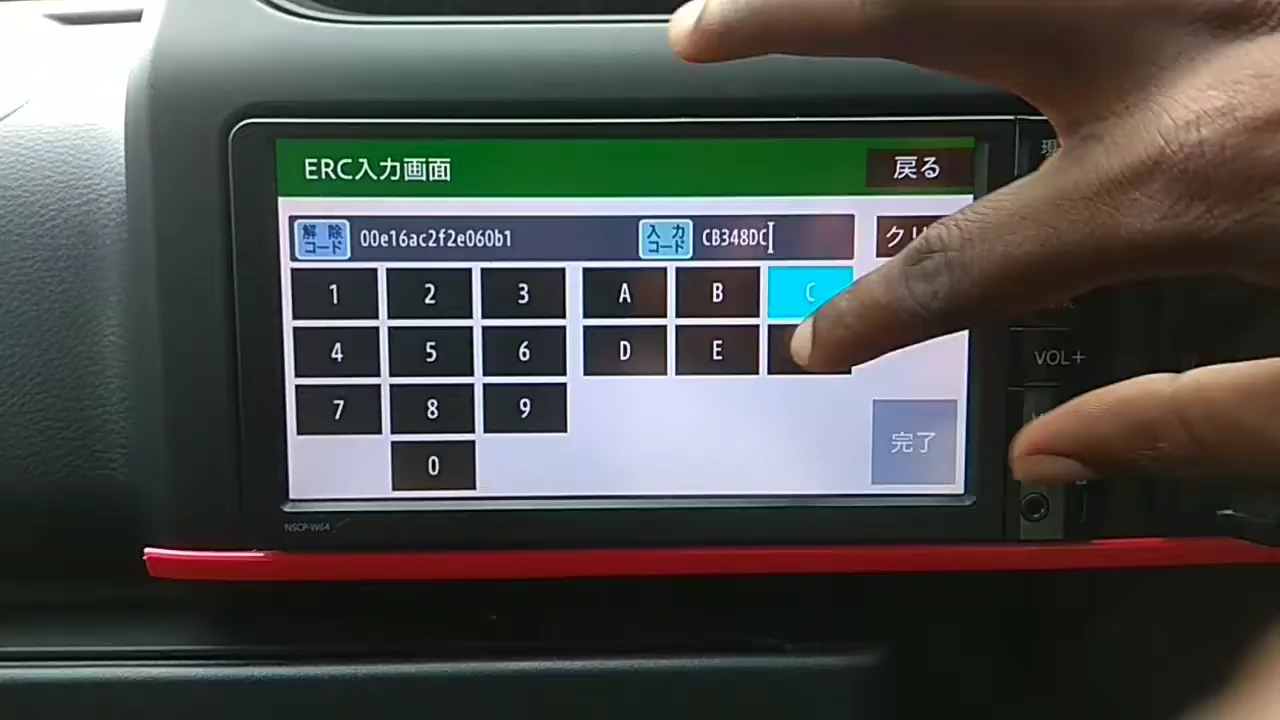 ERC入力画面
戻る
解除コード 00e16ac2f2e060b1
入力コード CB348DC
クリ
1 2 3 A B C
4 5 6 D E
7 8 9
完了
0
VOL+
NSCP-W64
現